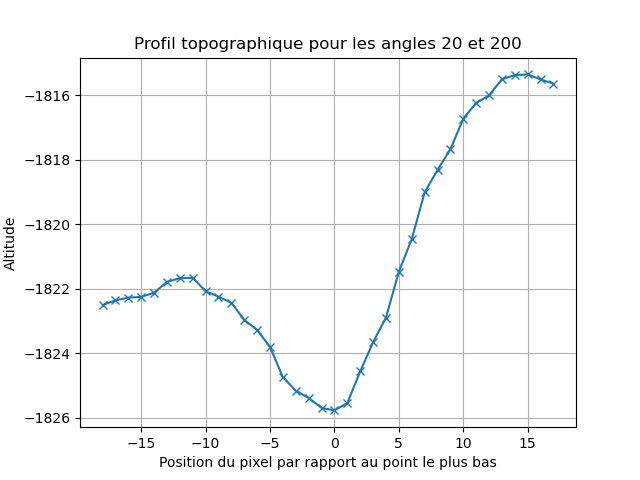 Profil topographique pour les angles 20 et 200
−1816
−1818
−1820
−1822
−1824
−1826
Altitude
−15 −10 −5 0 5 10 15
Position du pixel par rapport au point le plus bas